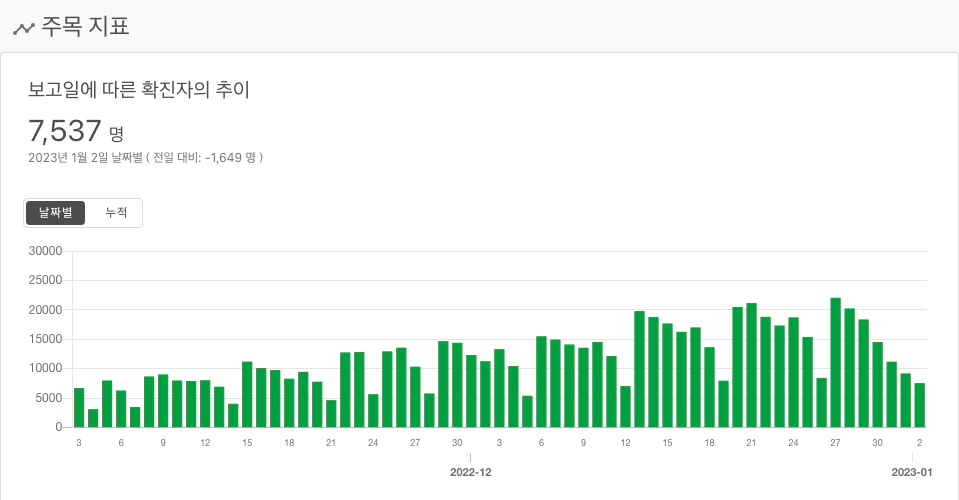 주목 지표
보고일에 따른 확진자의 추이
7,537 명
2023년 1월 2일 날짜별 ( 전일 대비: -1,649 명 )
날짜별 누적
30000
25000
20000
15000
10000
5000
0
3 6 9 12 15 18 21 24 27 30 3 6 9 12 15 18 21 24 27 30 2
2022-12 2023-01